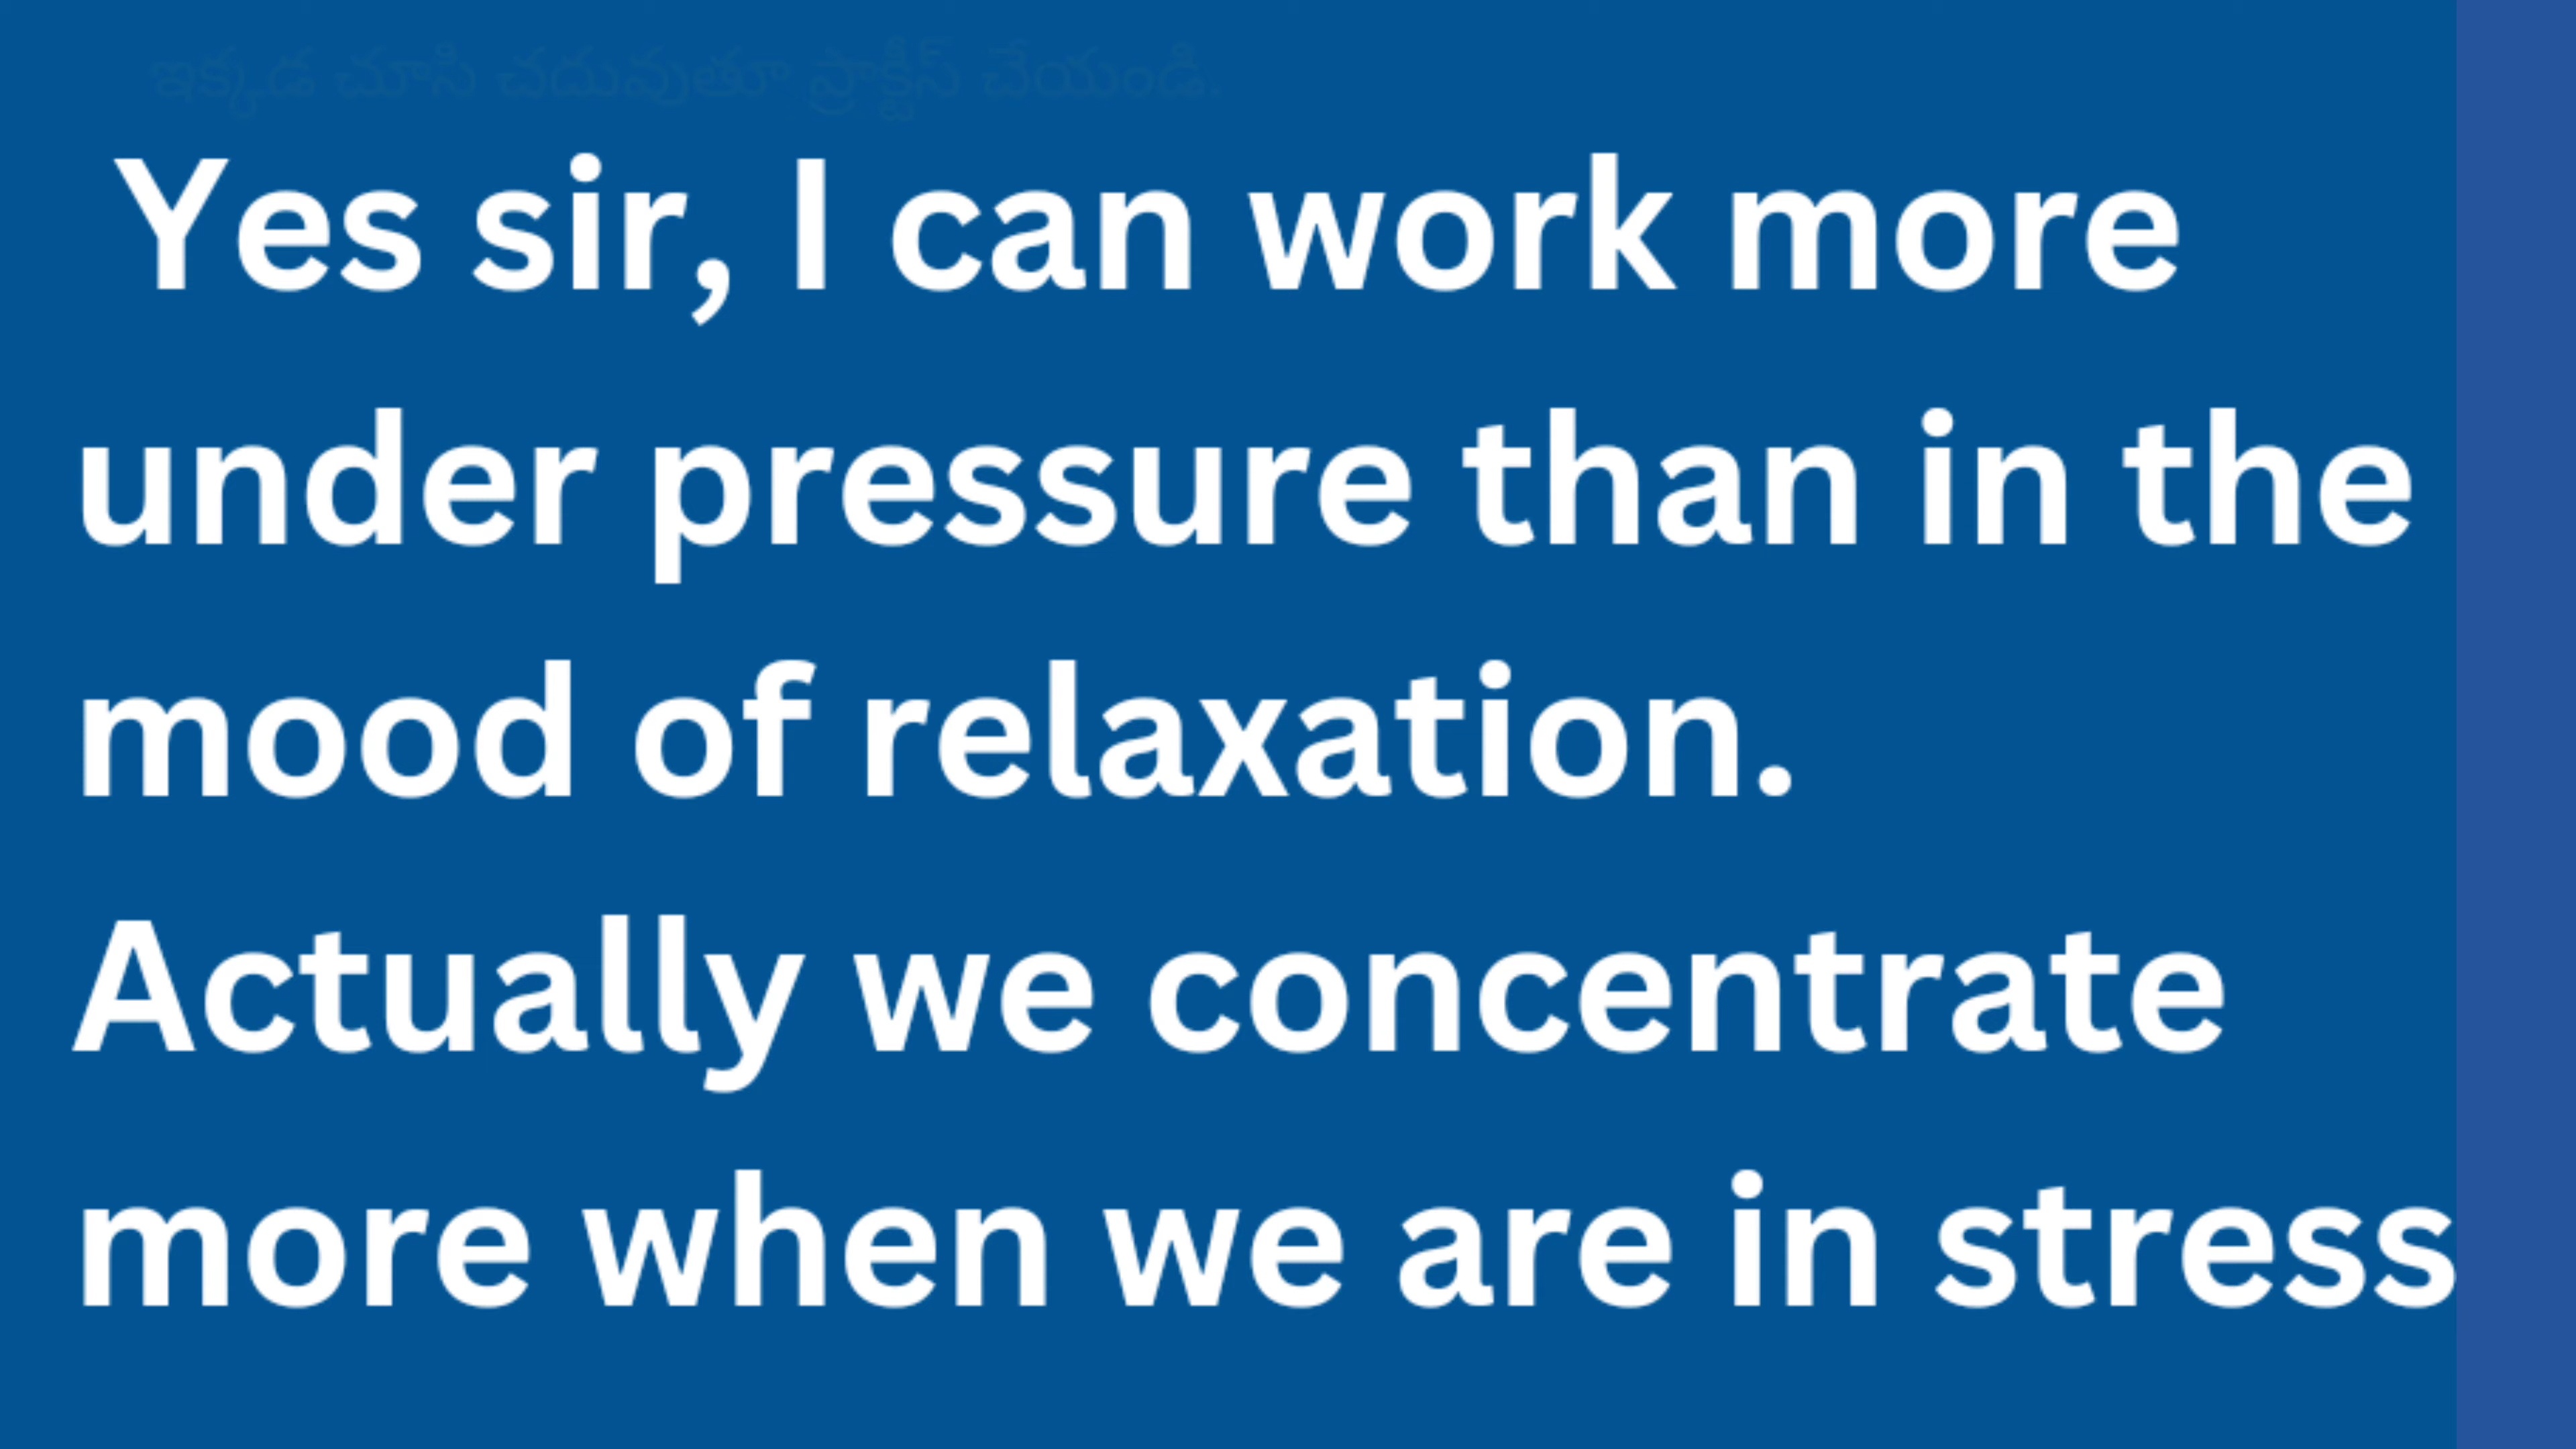 ఇక్కడ చూసి చదువుతూ ప్రాక్టీస్ చేయండి.
Yes sir, I can work more
under pressure than in the
mood of relaxation.
Actually we concentrate
more when we are in stress